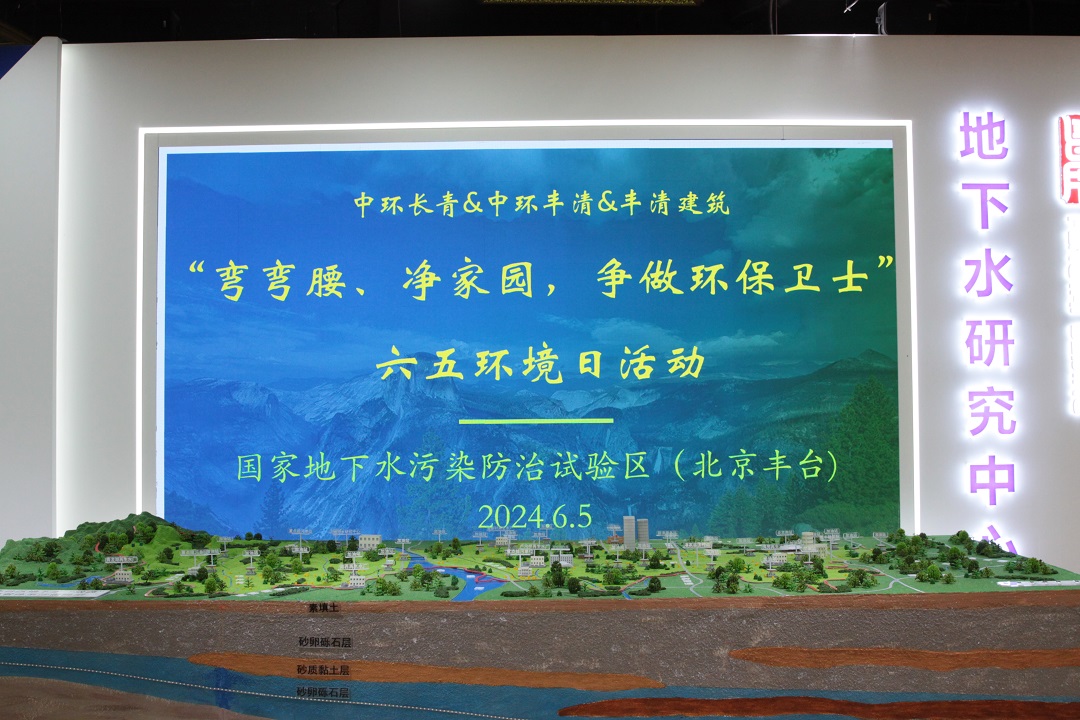 中环长青&中环丰清&丰清建筑
“弯弯腰、净家园，争做环保卫士”
六五环境日活动
国家地下水污染防治试验区（北京丰台）
2024.6.5
地下水研究中心
素填土
砂卵砾石层
砂质黏土层
砂卵砾石层